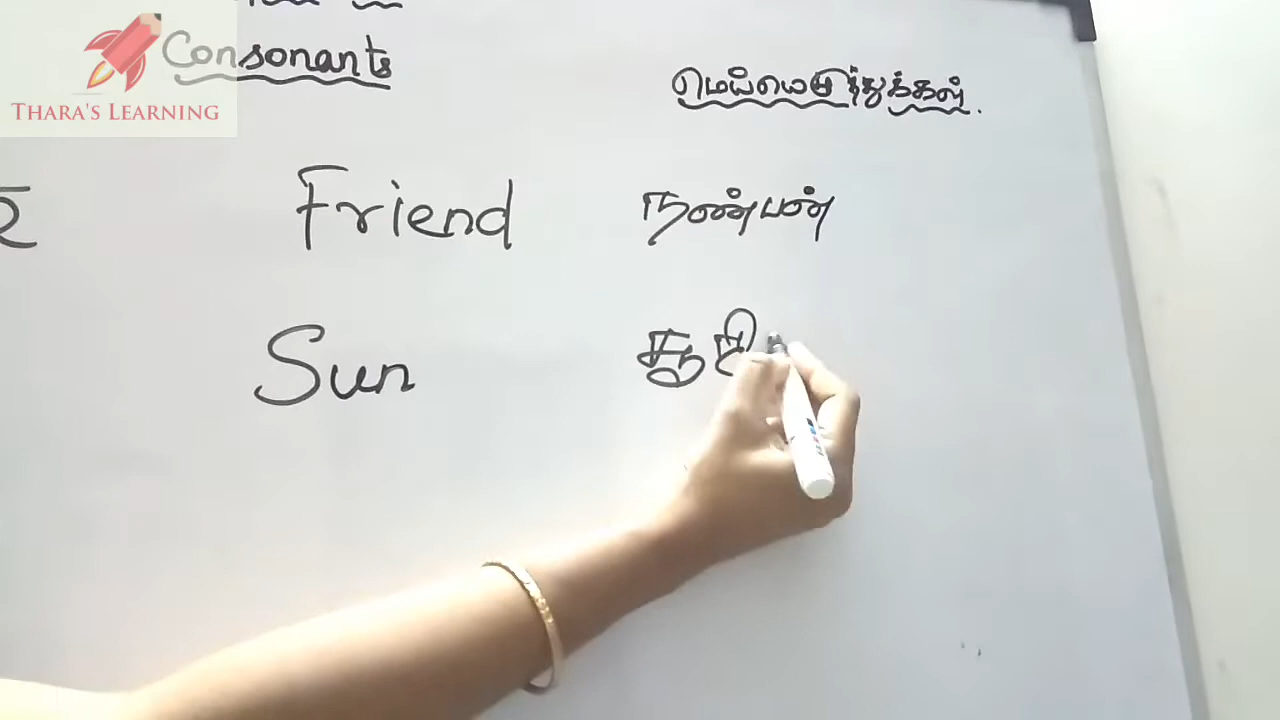 Consonants மெய்யெழுத்துக்கள்.
THARA'S LEARNING
Friend நண்பன்
Sun சூரி